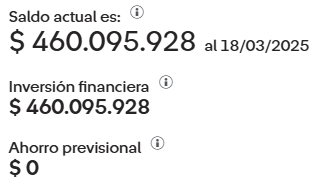 Saldo actual es:
$ 460.095.928 al 18/03/2025
Inversión financiera
$ 460.095.928
Ahorro previsional
$ 0